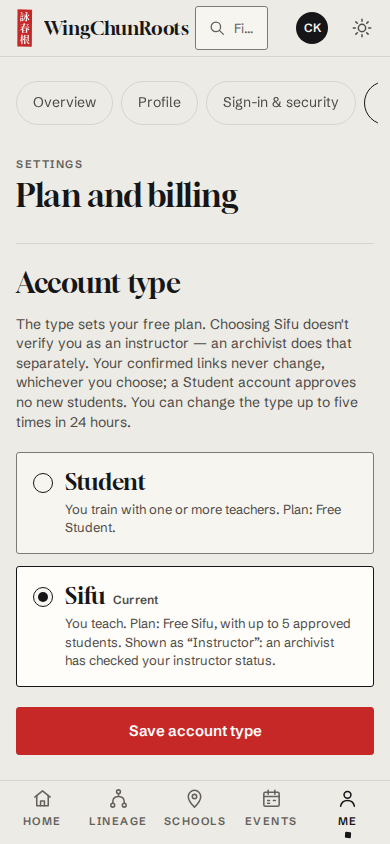 詠春根
WingChunRoots
Fi...
CK
Overview
Profile
Sign-in & security
SETTINGS
Plan and billing
Account type
The type sets your free plan. Choosing Sifu doesn't
verify you as an instructor — an archivist does that
separately. Your confirmed links never change,
whichever you choose; a Student account approves
no new students. You can change the type up to five
times in 24 hours.
Student
You train with one or more teachers. Plan: Free
Student.
Sifu Current
You teach. Plan: Free Sifu, with up to 5 approved
students. Shown as “Instructor”: an archivist
has checked your instructor status.
Save account type
HOME
LINEAGE
SCHOOLS
EVENTS
ME